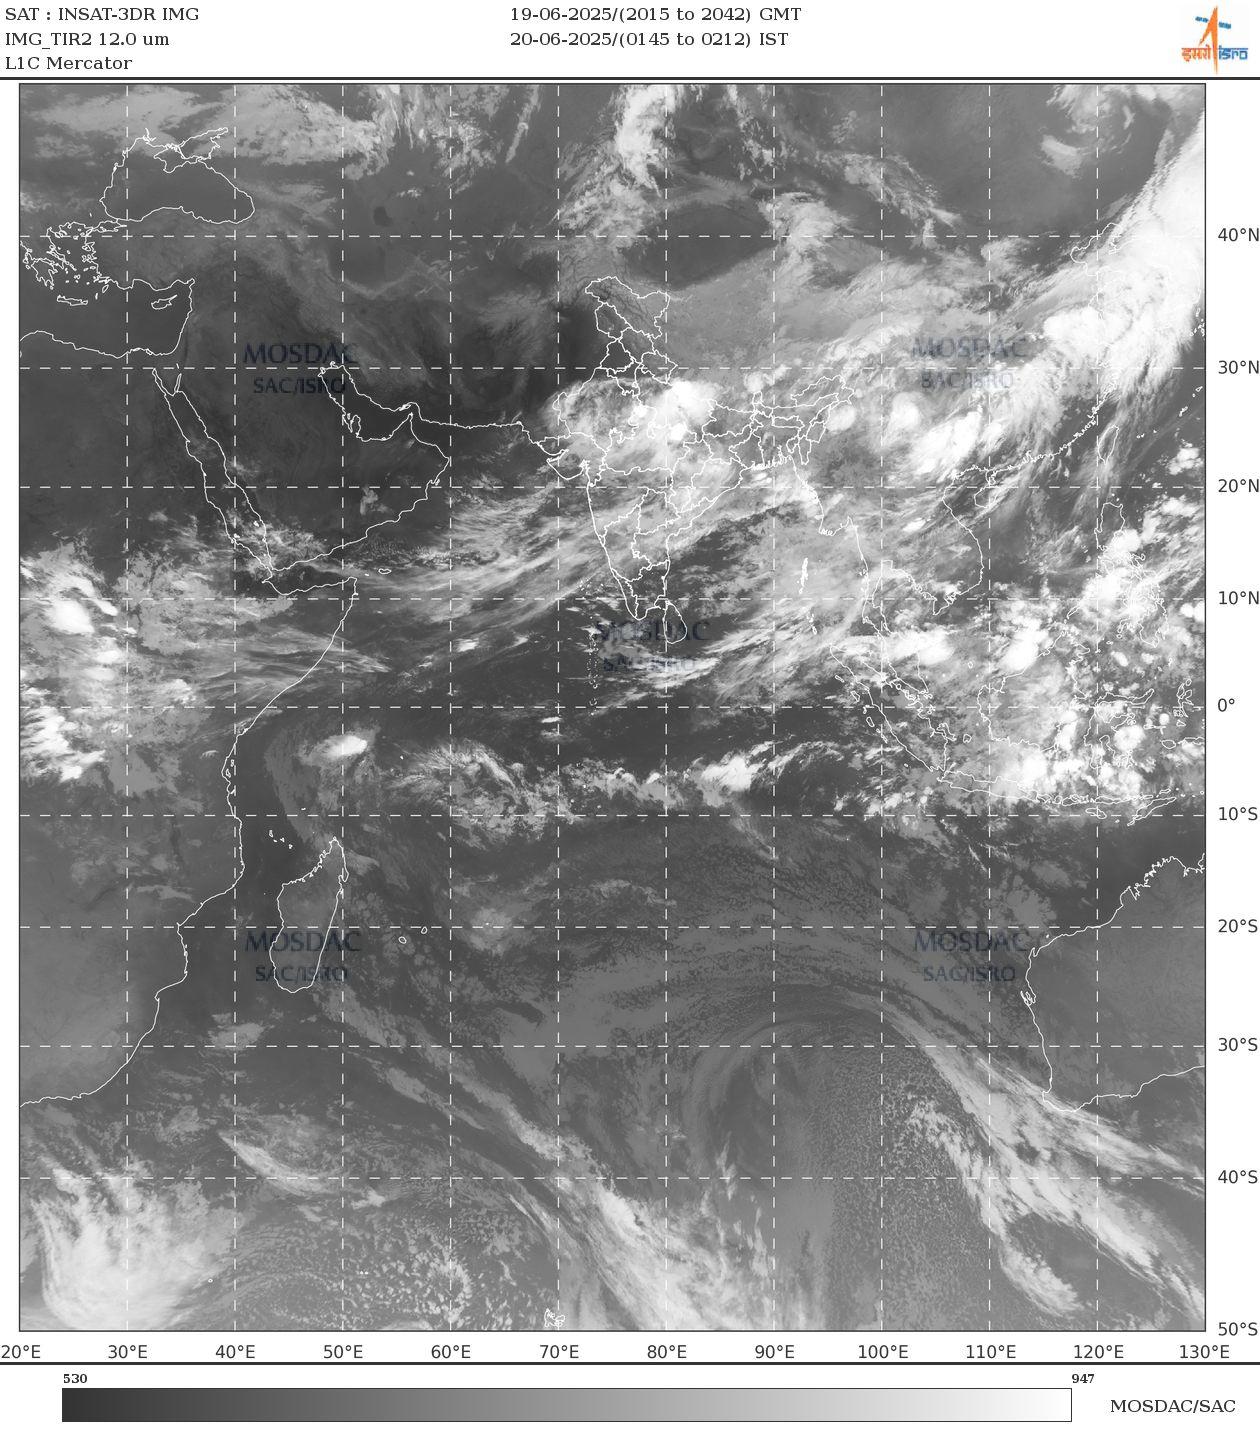 SAT : INSAT-3DR IMG
19-06-2025/(2015 to 2042) GMT
IMG_TIR2 12.0 um
20-06-2025/(0145 to 0212) IST
L1C Mercator
इसरो isro
MOSDAC
SAC/ISRO
MOSDAC
SAC/ISRO
MOSDAC
SAC/ISRO
MOSDAC
SAC/ISRO
MOSDAC
SAC/ISRO
40°N
30°N
20°N
10°N
0°
10°S
20°S
30°S
40°S
50°S
20°E 30°E 40°E 50°E 60°E 70°E 80°E 90°E 100°E 110°E 120°E 130°E
530
947
MOSDAC/SAC